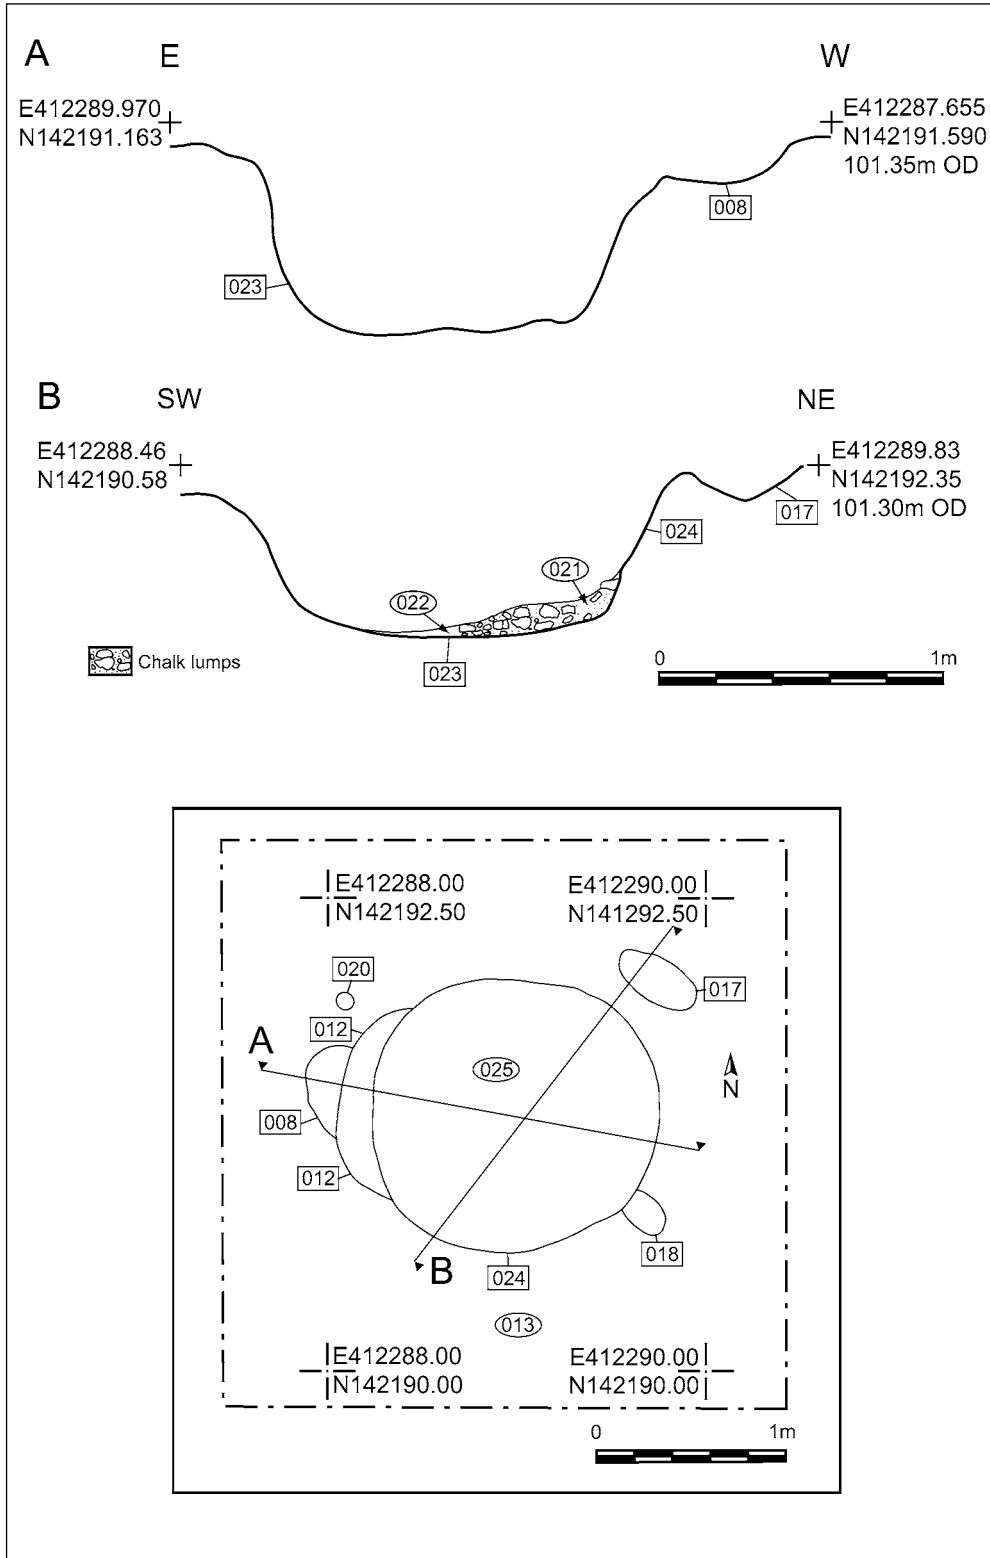 A
E
W
E412289.970
N142191.163
E412287.655
N142191.590
101.35m OD
008
023
B
SW
NE
E412288.46
N142190.58
E412289.83
N142192.35
101.30m OD
017
024
021
022
023
Chalk lumps
0 1m
E412288.00
N142192.50
E412290.00
N141292.50
020
017
012
A
025
N
008
012
018
B
024
013
E412288.00
N142190.00
E412290.00
N142190.00
0 1m